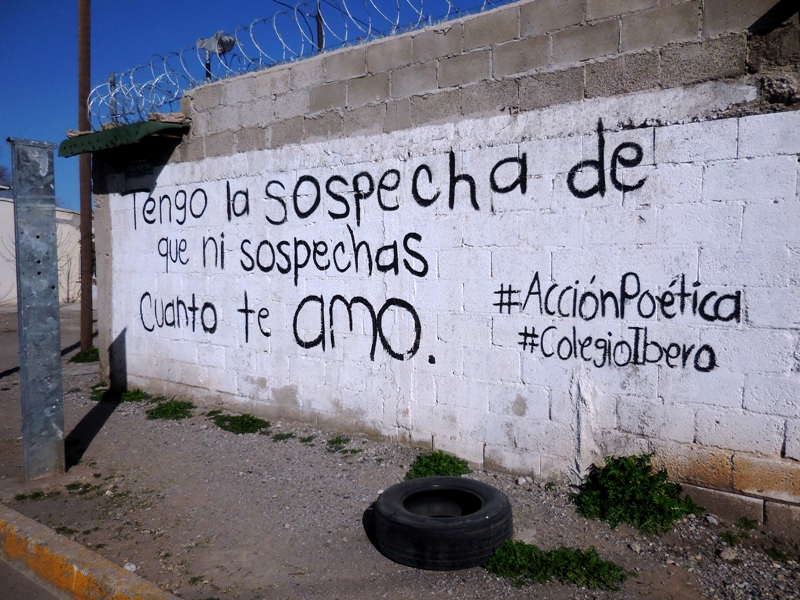 Tengo la sospecha de
que ni sospechas
cuanto te amo.
#AcciónPoética
#ColegioIbero